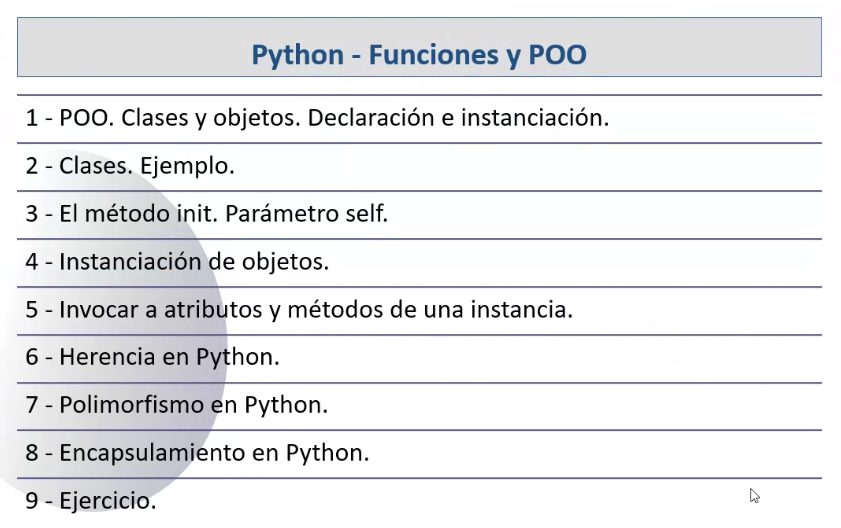 Python - Funciones y POO
1 - POO. Clases y objetos. Declaración e instanciación.
2 - Clases. Ejemplo.
3 - El método init. Parámetro self.
4 - Instanciación de objetos.
5 - Invocar a atributos y métodos de una instancia.
6 - Herencia en Python.
7 - Polimorfismo en Python.
8 - Encapsulamiento en Python.
9 - Ejercicio.